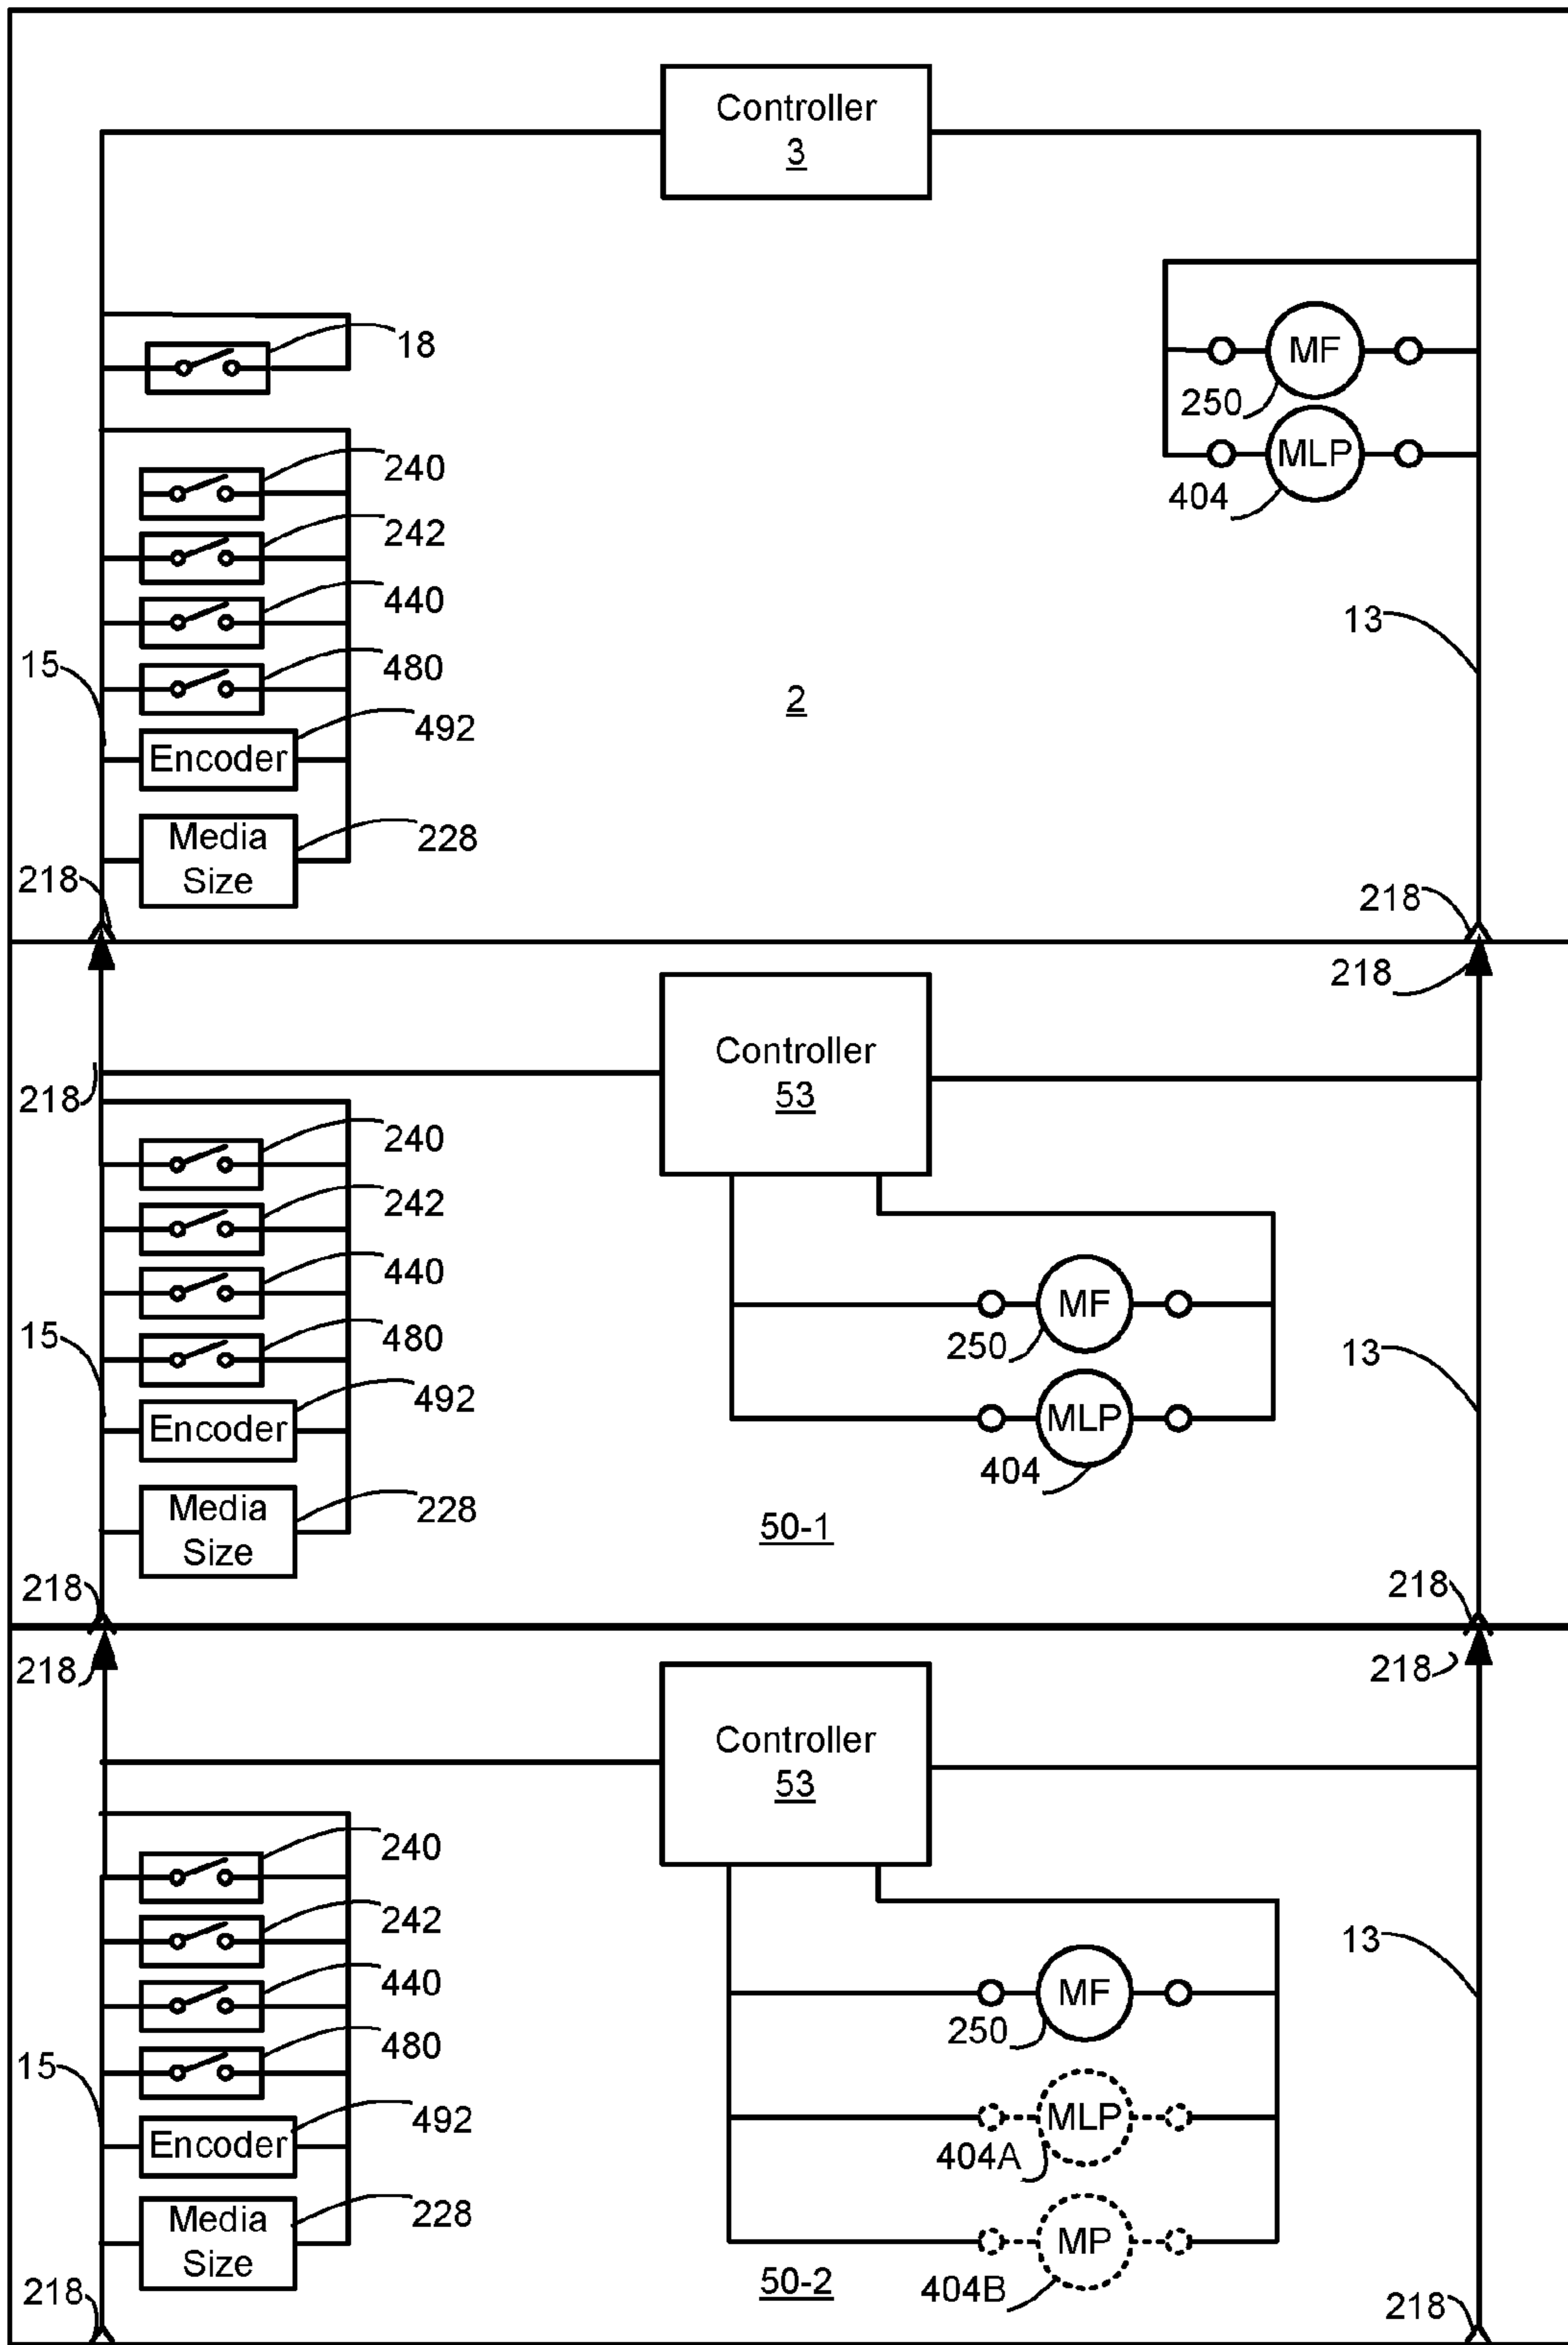 Controller
3
18
MF
250
MLP
404
240
242
440
480
15
13
2
492
Encoder
228
Media
Size
218
218
218
Controller
53
218
240
242
440
480
MF
250
15
13
492
Encoder
MLP
404
228
Media
Size
50-1
218
218
218
218
Controller
53
240
242
440
480
MF
250
13
15
492
Encoder
MLP
404A
228
Media
Size
MP
404B
50-2
218
218